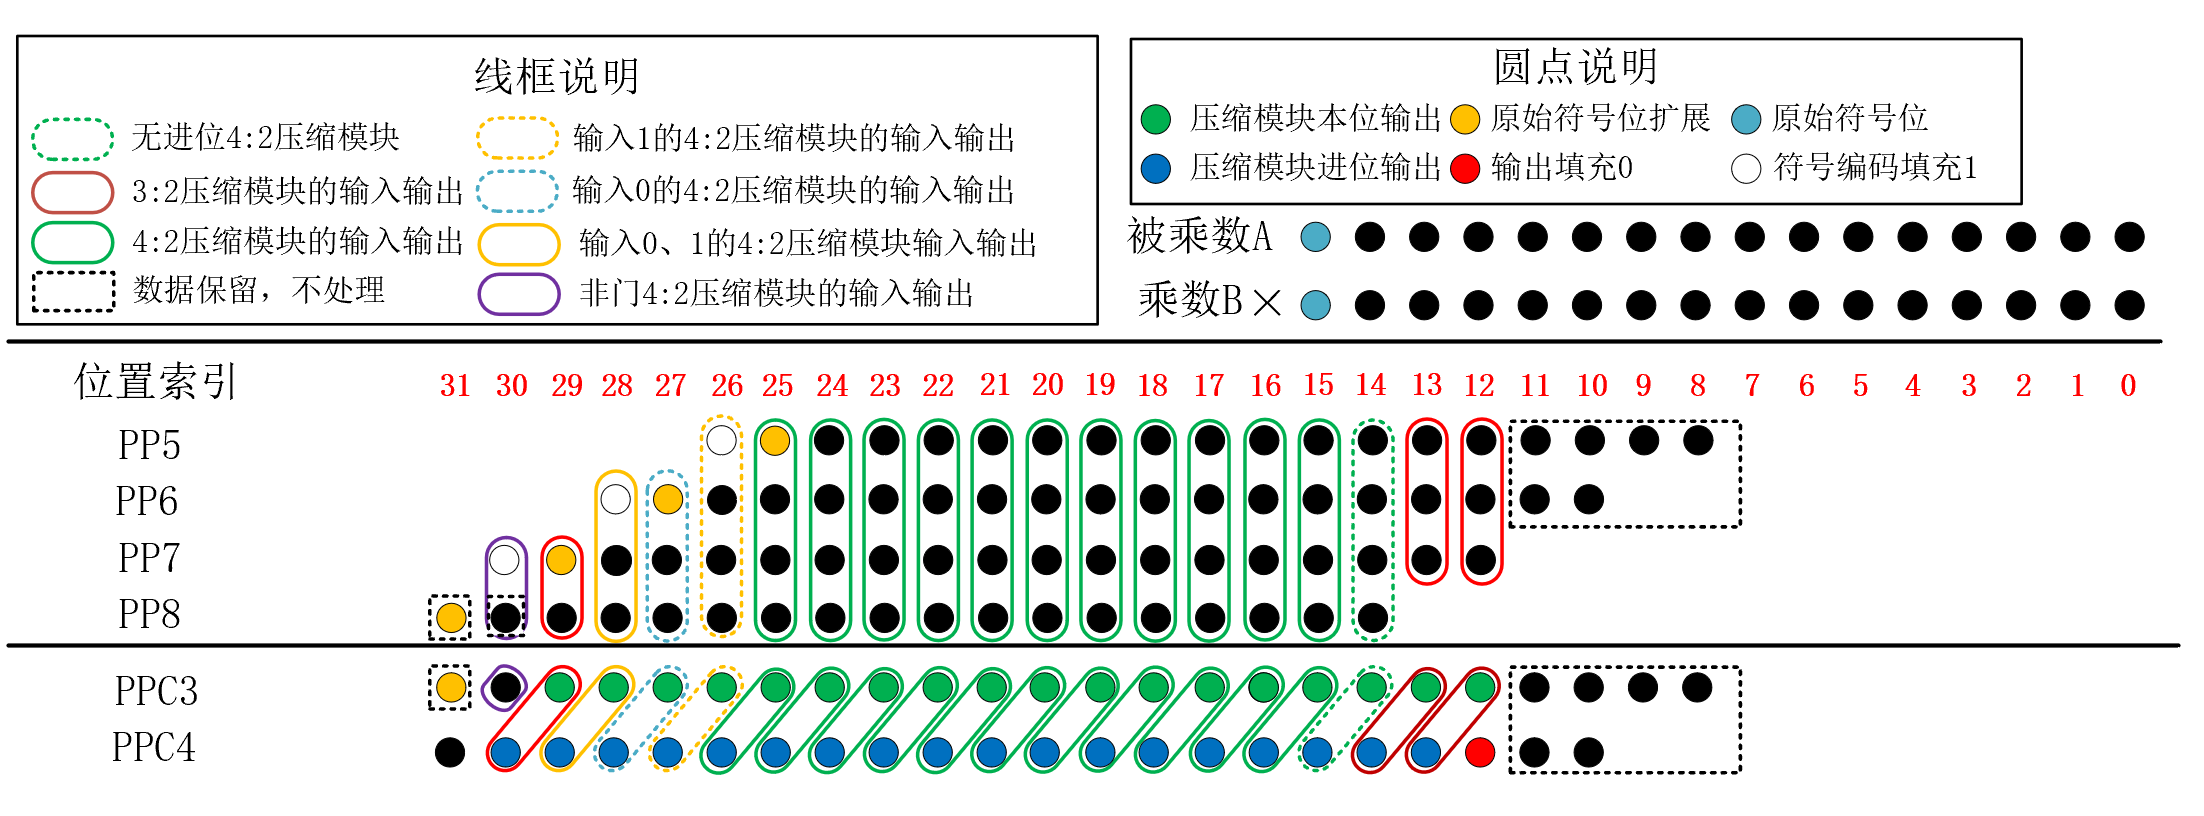 线框说明
无进位4:2压缩模块
输入1的4:2压缩模块的输入输出
3:2压缩模块的输入输出
输入0的4:2压缩模块的输入输出
4:2压缩模块的输入输出
输入0、1的4:2压缩模块输入输出
数据保留，不处理
非门4:2压缩模块的输入输出
圆点说明
压缩模块本位输出
原始符号位扩展
原始符号位
压缩模块进位输出
输出填充0
符号编码填充1
被乘数A
乘数B×
位置索引 31 30 29 28 27 26 25 24 23 22 21 20 19 18 17 16 15 14 13 12 11 10 9 8 7 6 5 4 3 2 1 0
PP5
PP6
PP7
PP8
PPC3
PPC4